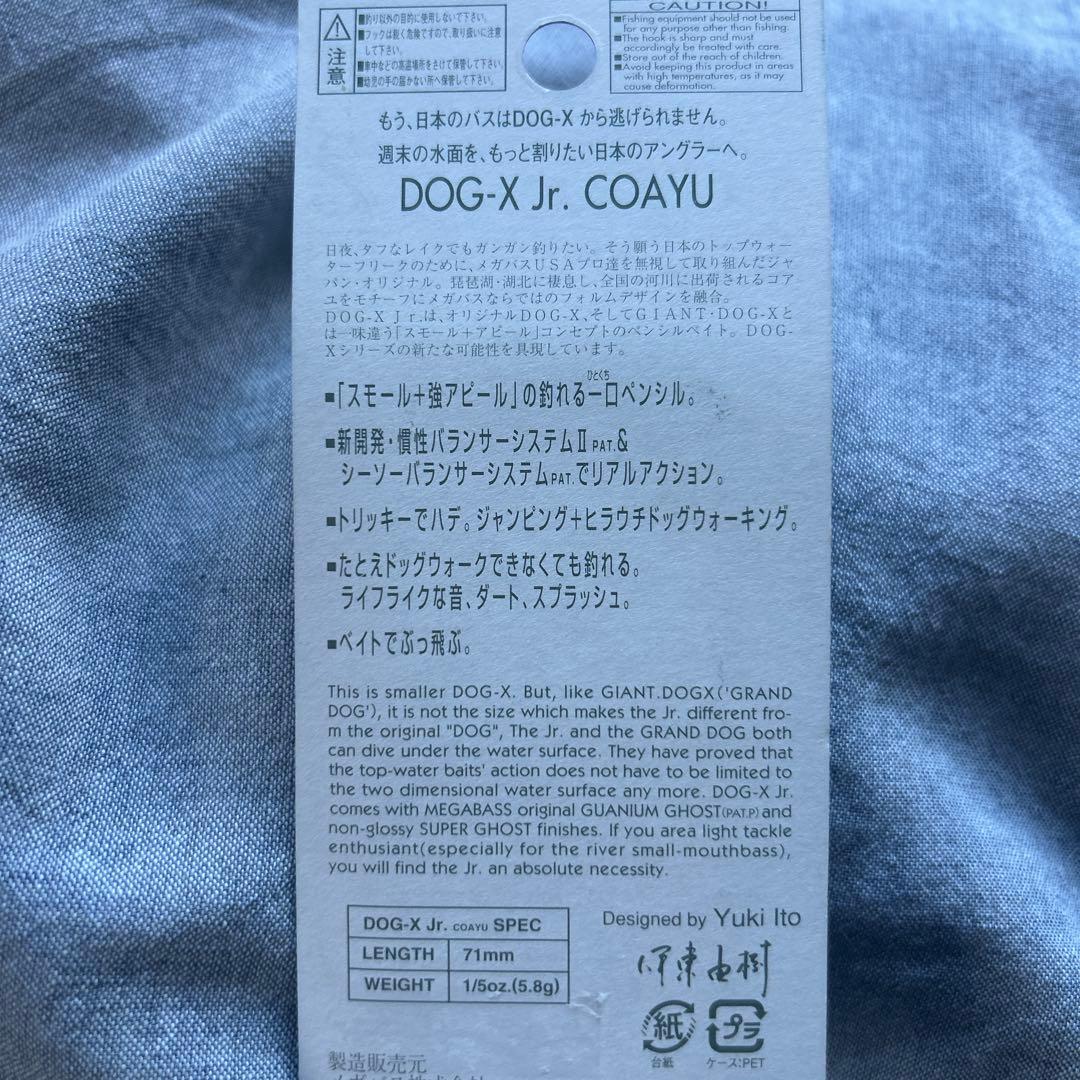 注意
■釣り以外の目的に使用しないで下さい。
■フックは鋭く危険ですので、取り扱いに注意
して下さい。
■車中などの高温場所をさけて保管して下さい。
■幼児の手の届かない所へ保管して下さい。
CAUTION!
■Fishing equipment should not be used
for any purpose other than fishing.
■The hook is sharp and must
accordingly be treated with care.
■Store out of the reach of children.
■Avoid keeping this product in areas
with high temperatures, as it may
cause deformation.
もう、日本のバスはDOG-X から逃げられません。
週末の水面を、もっと割りたい日本のアングラーへ。
DOG-X Jr. COAYU
日夜、タフなレイクでもガンガン釣りたい。そう願う日本のトップウォー
ターフリークのために、メガバスUSAプロ達を無視して取り組んだジャ
パン・オリジナル。琵琶湖・湖北に棲息し、全国の河川に出荷されるコア
ユをモチーフにメガバスならではのフォルムデザインを融合。
DOG-X Jr.は、オリジナルDOG-X、そしてGIANT・DOG-Xと
は一味違う「スモール+アピール」コンセプトのペンシルベイト。DOG-
Xシリーズの新たな可能性を具現しています。
■「スモール+強アピール」の釣れる一口ペンシル。
ひとくち
■新開発・慣性バランサーシステムII PAT.&
シーソーバランサーシステムPAT.でリアルアクション。
■トリッキーでハデ。ジャンピング+ヒラウチドッグウォーキング。
■たとえドッグウォークできなくても釣れる。
ライフライクな音、ダート、スプラッシュ。
■ベイトでぶっ飛ぶ。
This is smaller DOG-X. But, like GIANT.DOGX('GRAND
DOG'), it is not the size which makes the Jr. different fro-
m the original "DOG", The Jr. and the GRAND DOG both
can dive under the water surface. They have proved that
the top-water baits' action does not have to be limited to
the two dimensional water surface any more. DOG-X Jr.
comes with MEGABASS original GUANIUM GHOST(PAT.P) and
non-glossy SUPER GHOST finishes. If you area light tackle
enthusiant(especially for the river small-mouthbass),
you will find the Jr. an absolute necessity.
DOG-X Jr. COAYU SPEC
LENGTH 71mm
WEIGHT 1/5oz.(5.8g)
Designed by Yuki Ito
伊東由樹
紙
台紙
プラ
ケース:PET
製造販売元
メガバス株式会社